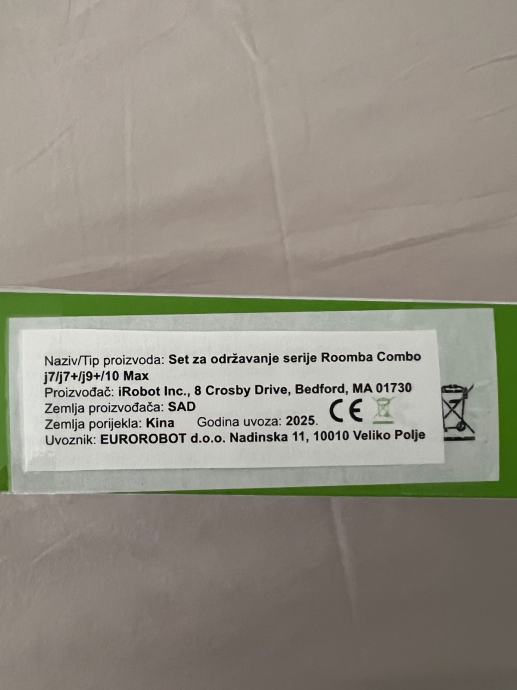 Naziv/Tip proizvoda: Set za održavanje serije Roomba Combo
j7/j7+/j9+/10 Max
Proizvođač: iRobot Inc., 8 Crosby Drive, Bedford, MA 01730
Zemlja proizvođača: SAD
Zemlja porijekla: Kina Godina uvoza: 2025. CE
Uvoznik: EUROROBOT d.o.o. Nadinska 11, 10010 Veliko Polje